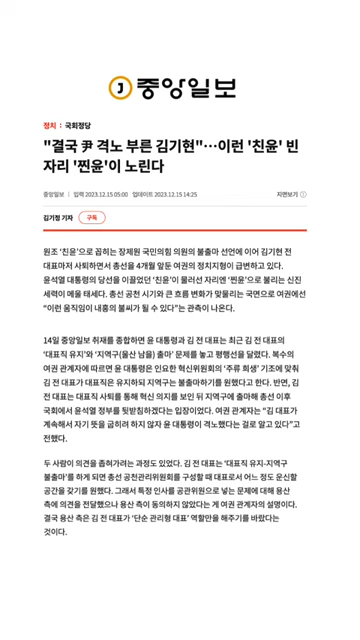 중앙일보
정치 : 국회정당
"결국 尹 격노 부른 김기현"…이런 '친윤' 빈
자리 '찐윤'이 노린다
중앙일보 | 입력 2023.12.15 05:00 업데이트 2023.12.15 14:25 지면보기
김기정 기자 구독
원조 ‘친윤’으로 꼽히는 장제원 국민의힘 의원의 불출마 선언에 이어 김기현 전
대표마저 사퇴하면서 총선을 4개월 앞둔 여권의 정치지형이 급변하고 있다.
윤석열 대통령의 당선을 이끌었던 ‘친윤’이 물러선 자리엔 ‘찐윤’으로 불리는 신진
세력이 메울 태세다. 총선 공천 시기와 큰 흐름 변화가 맞물리는 국면으로 여권에선
“이런 움직임이 내홍의 불씨가 될 수 있다”는 관측이 나온다.
14일 중앙일보 취재를 종합하면 윤 대통령과 김 전 대표는 최근 김 전 대표의
‘대표직 유지’와 ‘지역구(울산 남을) 출마’ 문제를 놓고 평행선을 달렸다. 복수의
여권 관계자에 따르면 윤 대통령은 인요한 혁신위원회의 ‘주류 희생’ 기조에 맞춰
김 전 대표가 대표직은 유지하되 지역구는 불출마하기를 원했다고 한다. 반면, 김
전 대표는 대표직 사퇴를 통해 혁신 의지를 보인 뒤 지역구에 출마해 총선 이후
국회에서 윤석열 정부를 뒷받침하겠다는 입장이었다. 여권 관계자는 “김 대표가
계속해서 자기 뜻을 굽히려 하지 않자 윤 대통령이 격노했다는 걸로 알고 있다”고
전했다.
두 사람이 의견을 좁혀가려는 과정도 있었다. 김 전 대표는 ‘대표직 유지-지역구
불출마’를 하게 되면 총선 공천관리위원회를 구성할 때 대표로서 어느 정도 운신할
공간을 갖기를 원했다. 그래서 특정 인사를 공관위원으로 넣는 문제에 대해 용산
측에 의견을 전달했으나 용산 측이 동의하지 않았다는 게 여권 관계자의 설명이다.
결국 용산 측은 김 전 대표가 ‘단순 관리형 대표’ 역할만을 해주기를 바랐다는
것이다.